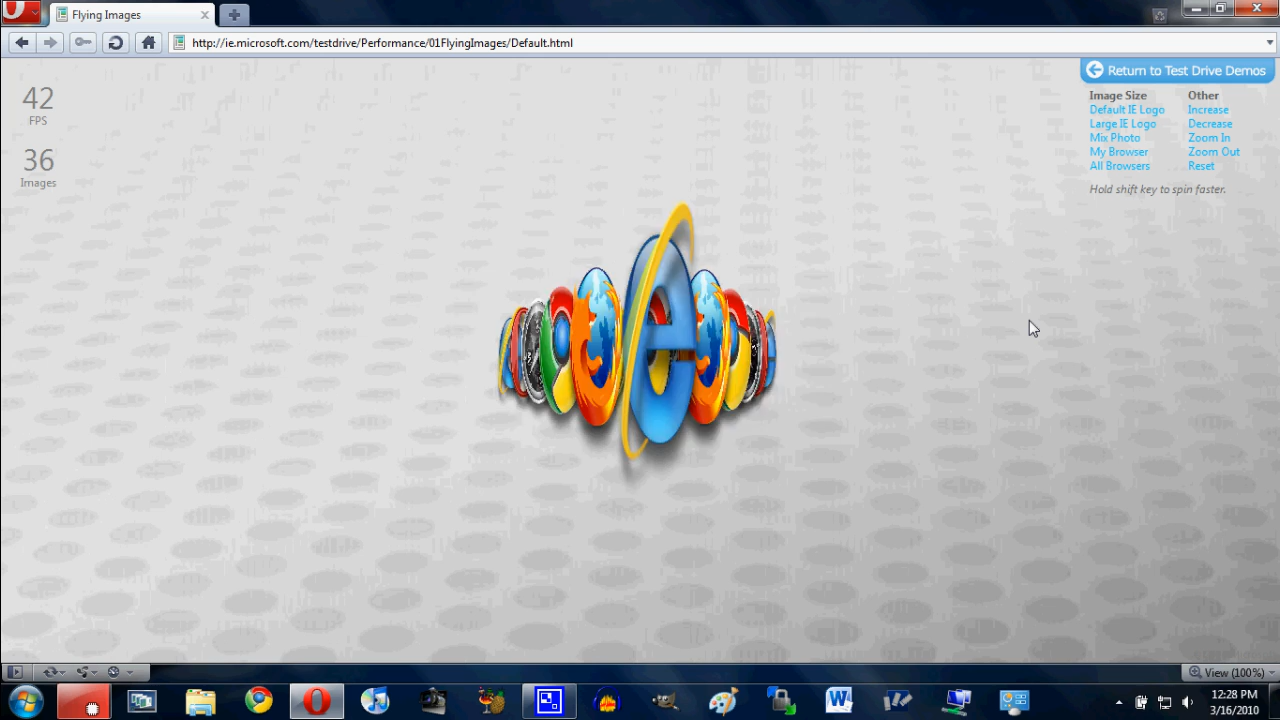 Flying Images
http://ie.microsoft.com/testdrive/Performance/01FlyingImages/Default.html
Return to Test Drive Demos
42
FPS
36
Images
Image Size Other
Default IE Logo Increase
Large IE Logo Decrease
Mix Photo Zoom In
My Browser Zoom Out
All Browsers Reset
Hold shift key to spin faster.
View (100%)
12:28 PM
3/16/2010